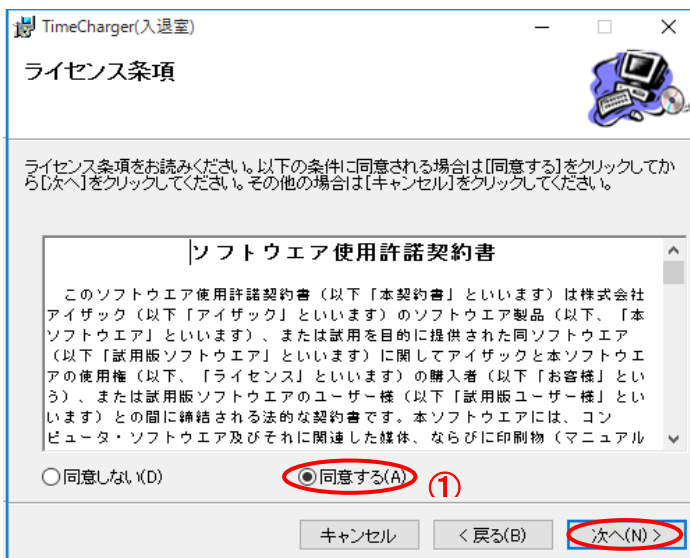 TimeCharger(入退室)
ライセンス条項
ライセンス条項をお読みください。以下の条件に同意される場合は[同意する]をクリックしてか
ら[次へ]をクリックしてください。その他の場合は[キャンセル]をクリックしてください。
ソフトウエア使用許諾契約書
このソフトウエア使用許諾契約書（以下「本契約書」といいます）は株式会社
アイザック（以下「アイザック」といいます）のソフトウエア製品（以下、「本
ソフトウエア」といいます）、または試用を目的に提供された同ソフトウエア
（以下「試用版ソフトウエア」といいます）に関してアイザックと本ソフトウエ
アの使用権（以下、「ライセンス」といいます）の購入者（以下「お客様」とい
う）、または試用版ソフトウエアのユーザー様（以下「試用版ユーザー様」とい
います）との間に締結される法的な契約書です。本ソフトウエアには、コン
ピュータ・ソフトウエア及びそれに関連した媒体、ならびに印刷物（マニュアル
同意しない(D) 同意する(A) ①
キャンセル < 戻る(B) 次へ(N) >